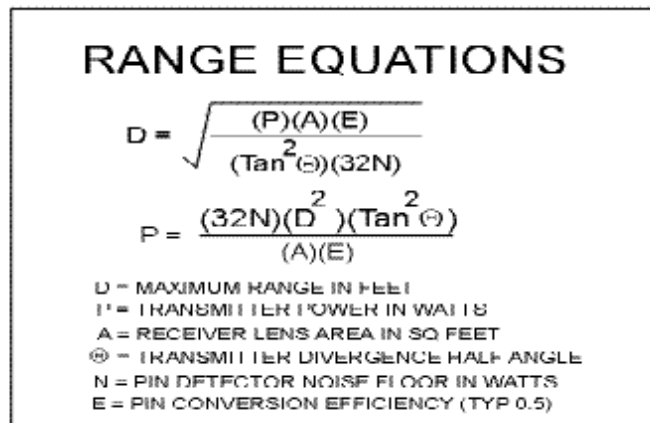 RANGE EQUATIONS
D = √((P)(A)(E) / (Tan²Θ)(32N))
P = (32N)(D²)(Tan²Θ) / (A)(E)
D = MAXIMUM RANGE IN FEET
P = TRANSMITTER POWER IN WATTS
A = RECEIVER LENS AREA IN SQ FEET
Θ = TRANSMITTER DIVERGENCE HALF ANGLE
N = PIN DETECTOR NOISE FLOOR IN WATTS
E = PIN CONVERSION EFFICIENCY (TYP 0.5)